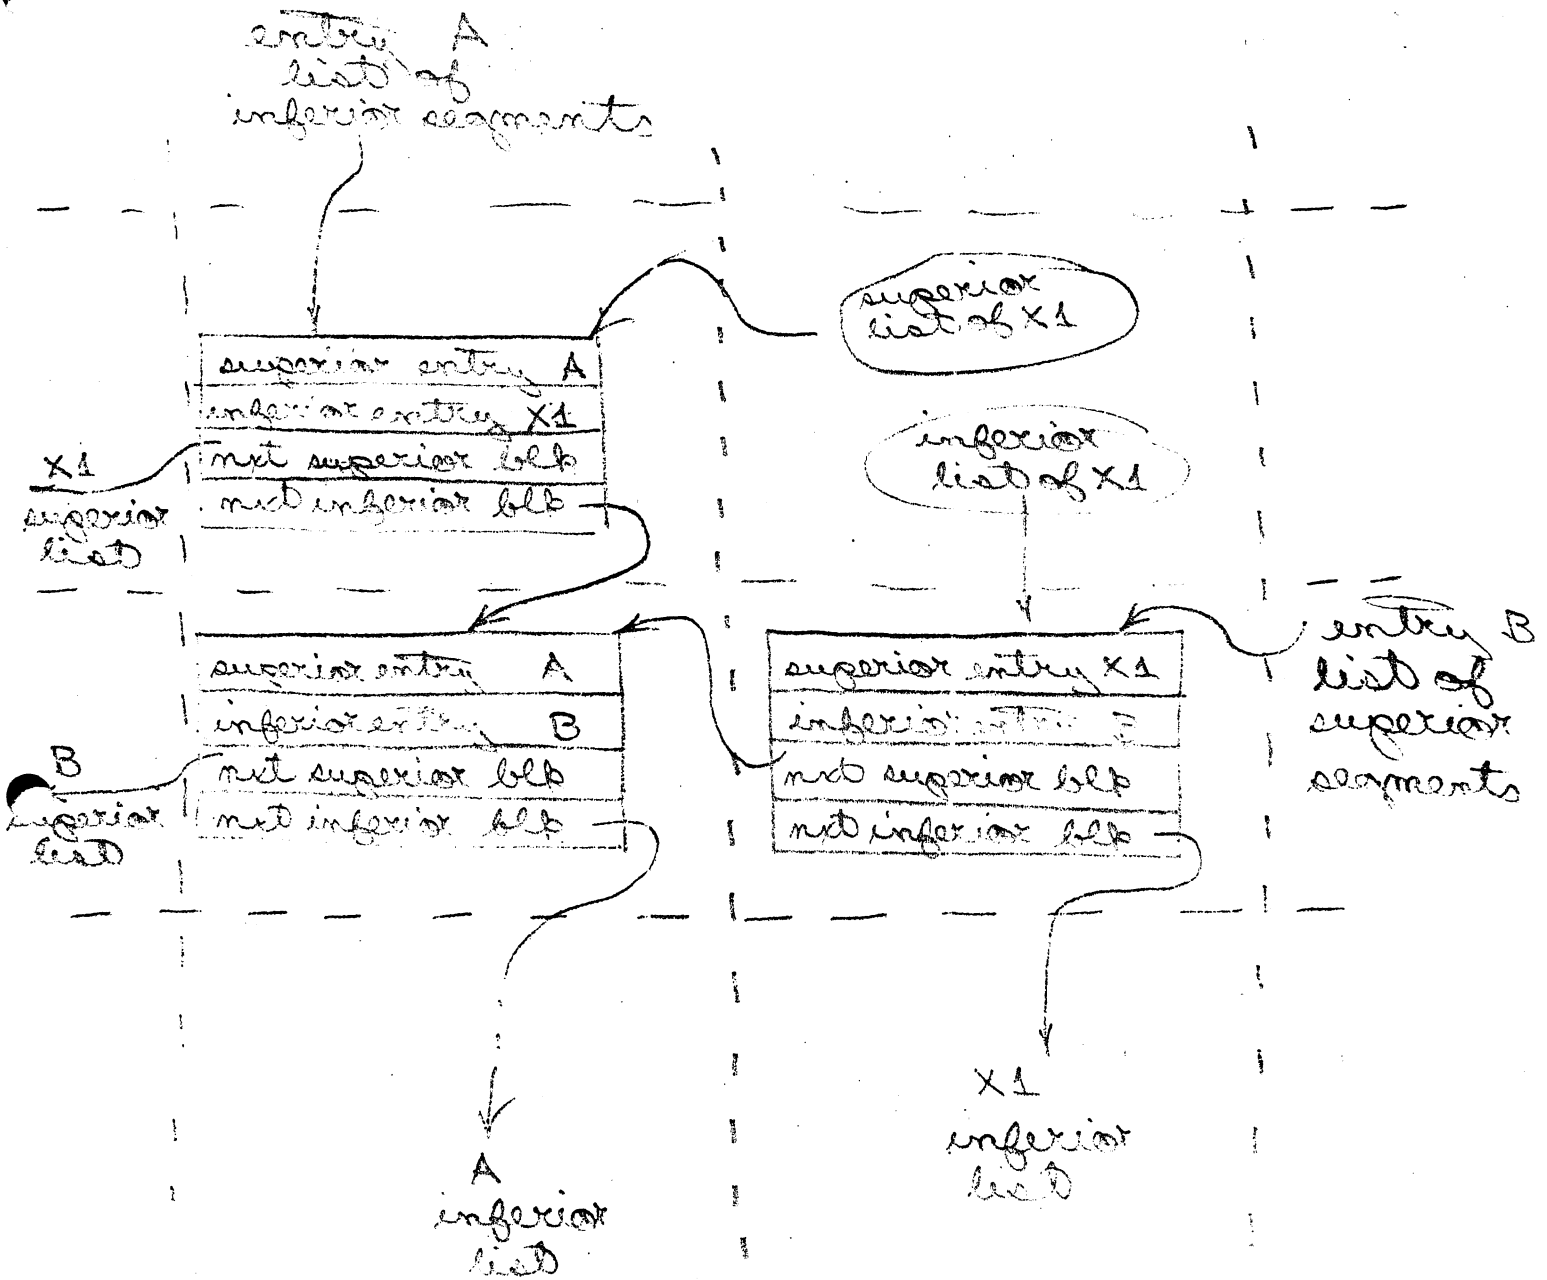 entry A
list of
inferior segments
superior
list of X1
superior entry A
inferior entry X1
nxt superior blk
nxt inferior blk
X1
superior
list
inferior
list of X1
superior entry A
inferior entry B
nxt superior blk
nxt inferior blk
B
superior
list
superior entry X1
inferior entry B
nxt superior blk
nxt inferior blk
entry B
list of
superior
segments
A
inferior
list
X1
inferior
list